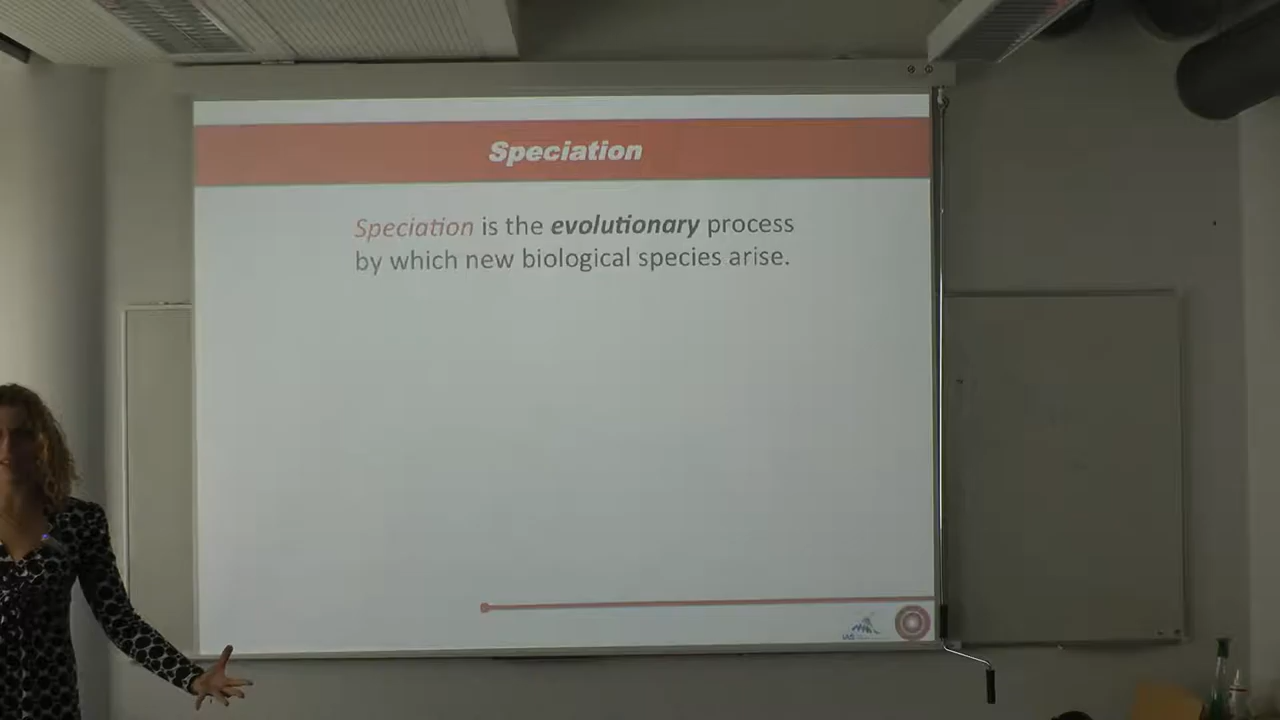 Speciation
Speciation is the evolutionary process
by which new biological species arise.